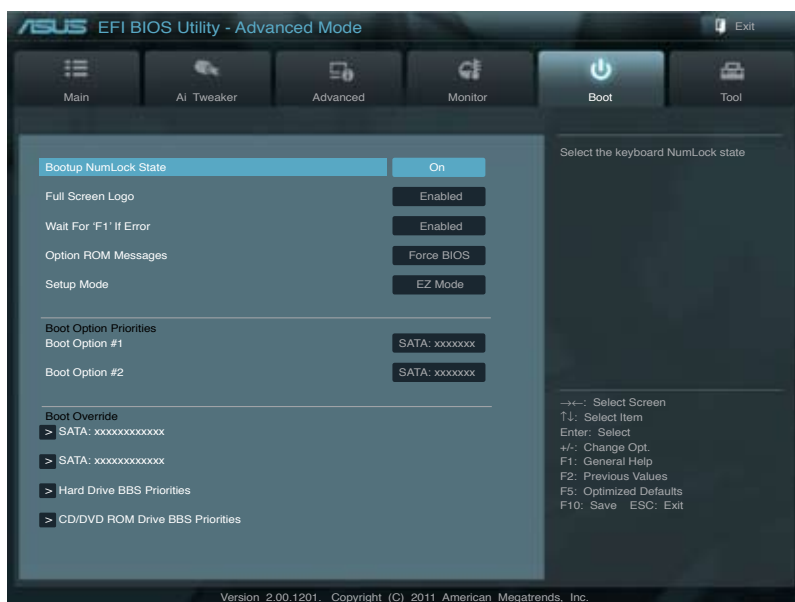 ASUS EFI BIOS Utility - Advanced Mode
Exit
Main
Ai Tweaker
Advanced
Monitor
Boot
Tool
Bootup NumLock State On
Full Screen Logo Enabled
Wait For ‘F1’ If Error Enabled
Option ROM Messages Force BIOS
Setup Mode EZ Mode
Boot Option Priorities
Boot Option #1 SATA: xxxxxxx
Boot Option #2 SATA: xxxxxxx
Boot Override
> SATA: xxxxxxxxxxxx
> SATA: xxxxxxxxxxxx
> Hard Drive BBS Priorities
> CD/DVD ROM Drive BBS Priorities
Select the keyboard NumLock state
→←: Select Screen
↑↓: Select Item
Enter: Select
+/-: Change Opt.
F1: General Help
F2: Previous Values
F5: Optimized Defaults
F10: Save ESC: Exit
Version 2.00.1201. Copyright (C) 2011 American Megatrends, Inc.